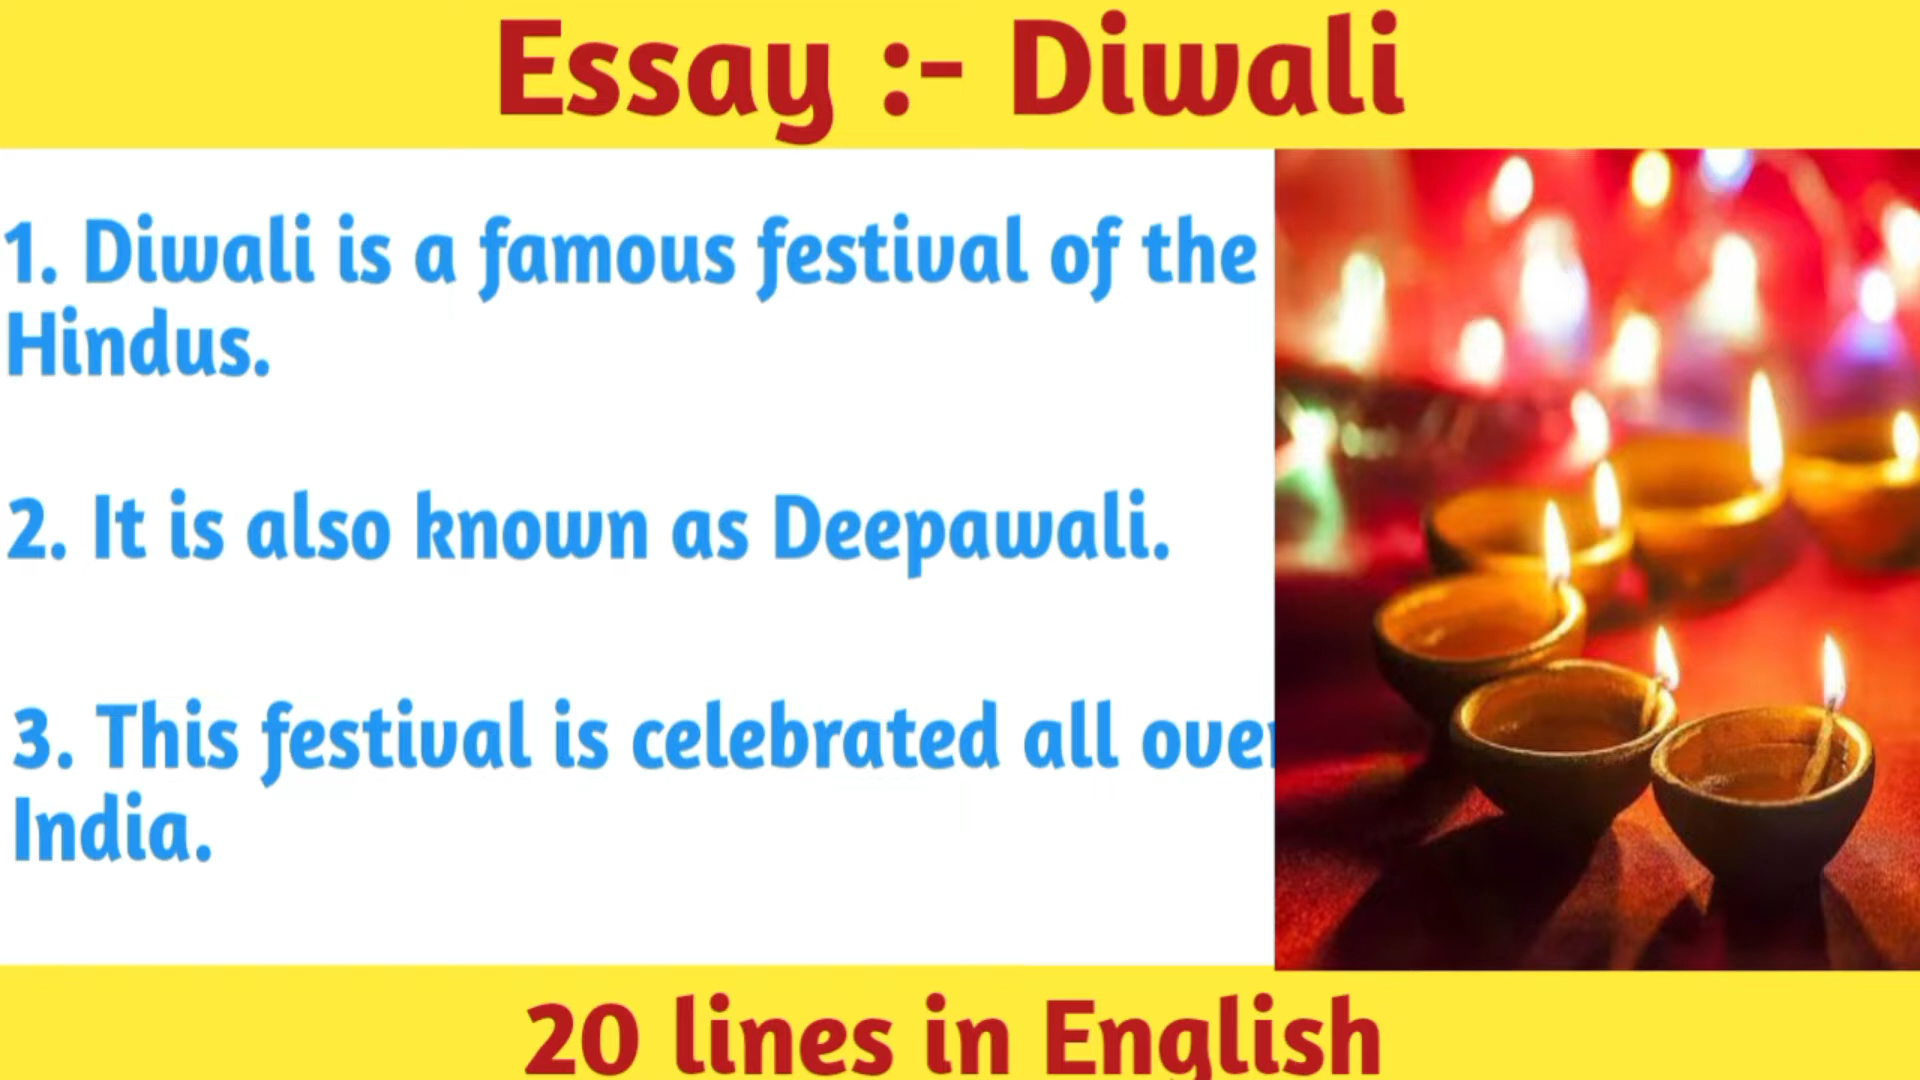 Essay :- Diwali
1. Diwali is a famous festival of the
Hindus.
2. It is also known as Deepawali.
3. This festival is celebrated all over
India.
20 lines in English